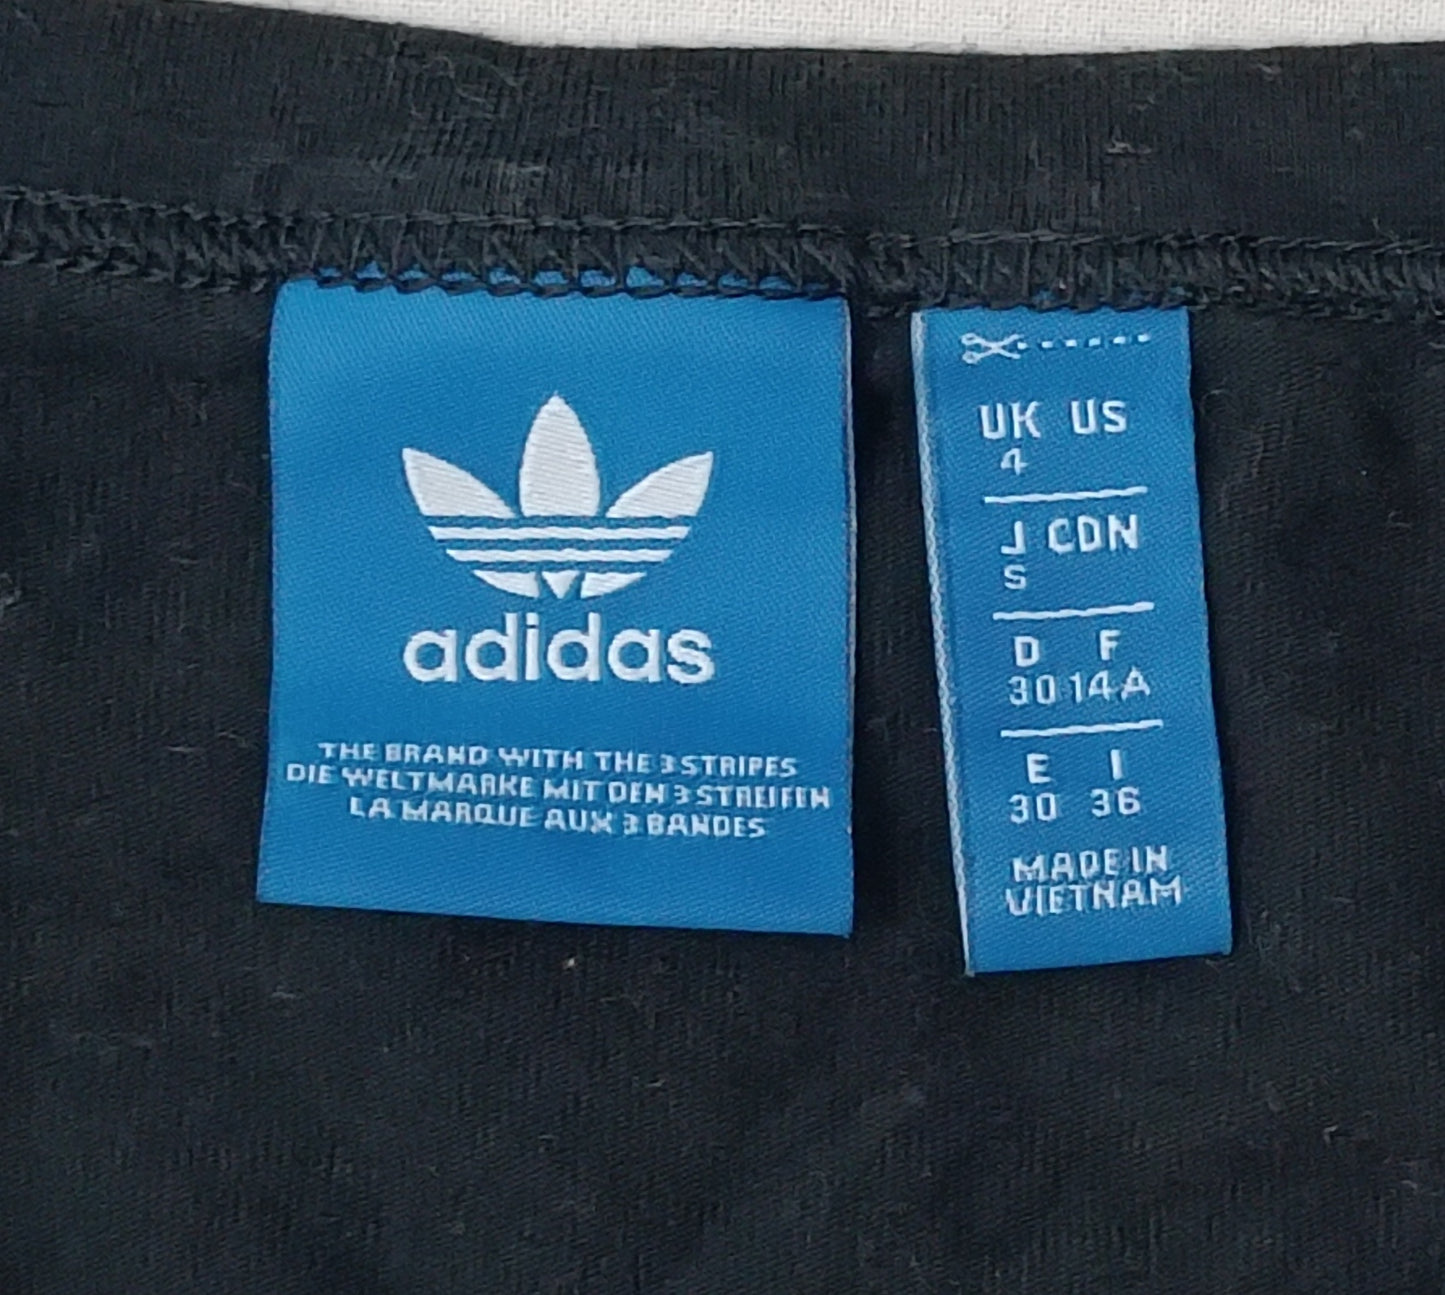 adidas
THE BRAND WITH THE 3 STRIPES
DIE WELTMARKE MIT DEN 3 STREIFEN
LA MARQUE AUX 3 BANDES
UK US
4
J CDN
S
D F
30 14A
E I
30 36
MADE IN
VIETNAM